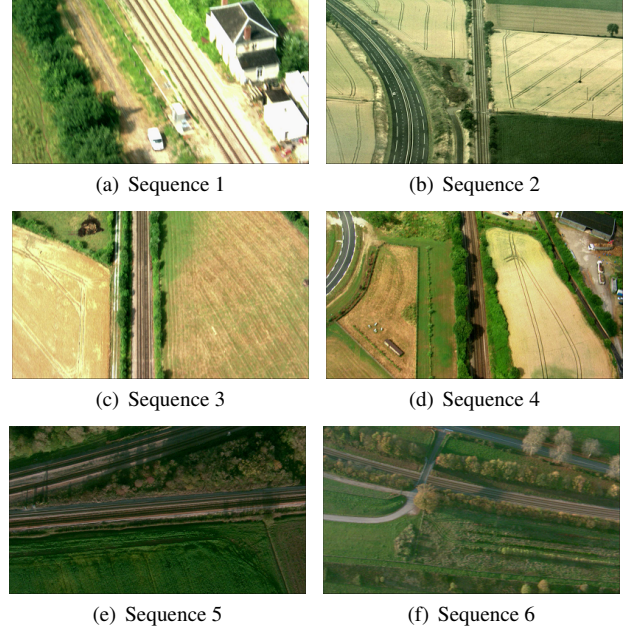 (a) Sequence 1
(b) Sequence 2
(c) Sequence 3
(d) Sequence 4
(e) Sequence 5
(f) Sequence 6